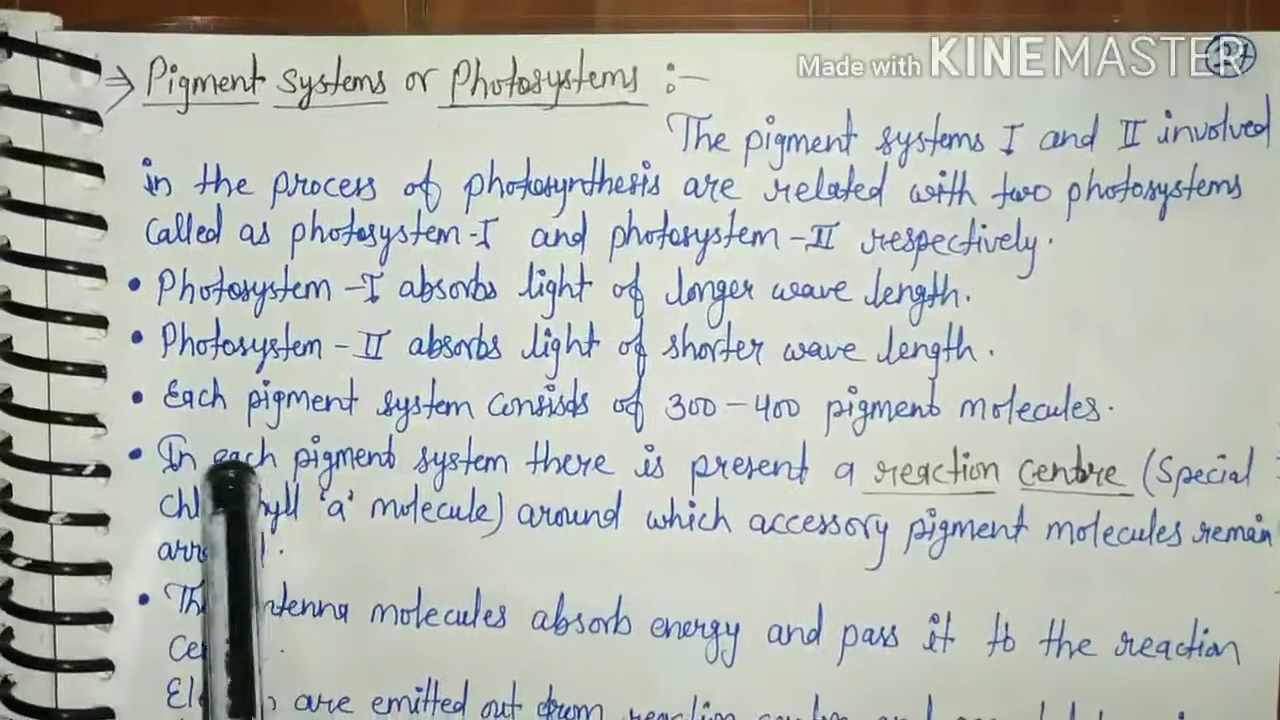 Made with KINEMASTER
→ Pigment systems or Photosystems :-
The pigment systems I and II involved
in the process of photosynthesis are related with two photosystems
called as photosystem-I and photosystem-II respectively.
• Photosystem-I absorbs light of longer wave length.
• Photosystem-II absorbs light of shorter wave length.
• Each pigment system consists of 300-400 pigment molecules.
• In each pigment system there is present a reaction centre (Special
'a' molecule) around which accessory pigment molecules remain
• molecules absorb energy and pass it to the reaction
are emitted out from reaction